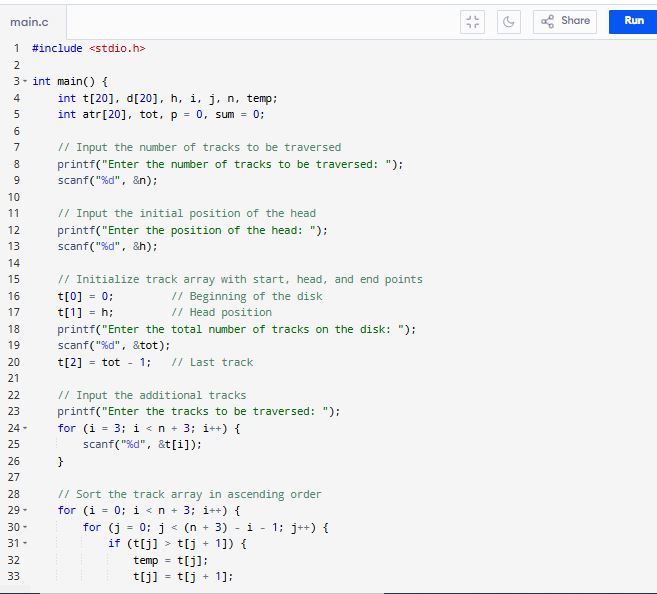 main.c
Share
Run
1 #include <stdio.h>
2
3 int main() {
4 int t[20], d[20], h, i, j, n, temp;
5 int atr[20], tot, p = 0, sum = 0;
6
7 // Input the number of tracks to be traversed
8 printf("Enter the number of tracks to be traversed: ");
9 scanf("%d", &n);
10
11 // Input the initial position of the head
12 printf("Enter the position of the head: ");
13 scanf("%d", &h);
14
15 // Initialize track array with start, head, and end points
16 t[0] = 0; // Beginning of the disk
17 t[1] = h; // Head position
18 printf("Enter the total number of tracks on the disk: ");
19 scanf("%d", &tot);
20 t[2] = tot - 1; // Last track
21
22 // Input the additional tracks
23 printf("Enter the tracks to be traversed: ");
24 for (i = 3; i < n + 3; i++) {
25 scanf("%d", &t[i]);
26 }
27
28 // Sort the track array in ascending order
29 for (i = 0; i < n + 3; i++) {
30 for (j = 0; j < (n + 3) - i - 1; j++) {
31 if (t[j] > t[j + 1]) {
32 temp = t[j];
33 t[j] = t[j + 1];